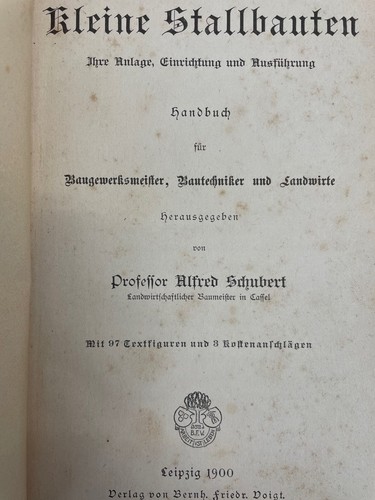 Kleine Stallbauten
Ihre Anlage, Einrichtung und Ausführung
Handbuch
für
Baugewerksmeister, Bautechniker und Landwirte
Herausgegeben
von
Professor Alfred Schubert
Landwirtschaftlicher Baumeister in Cassel
Mit 97 Textfiguren und 3 Kostenanschlägen
B.F.V.
Leipzig 1900
Verlag von Bernh. Friedr. Voigt.